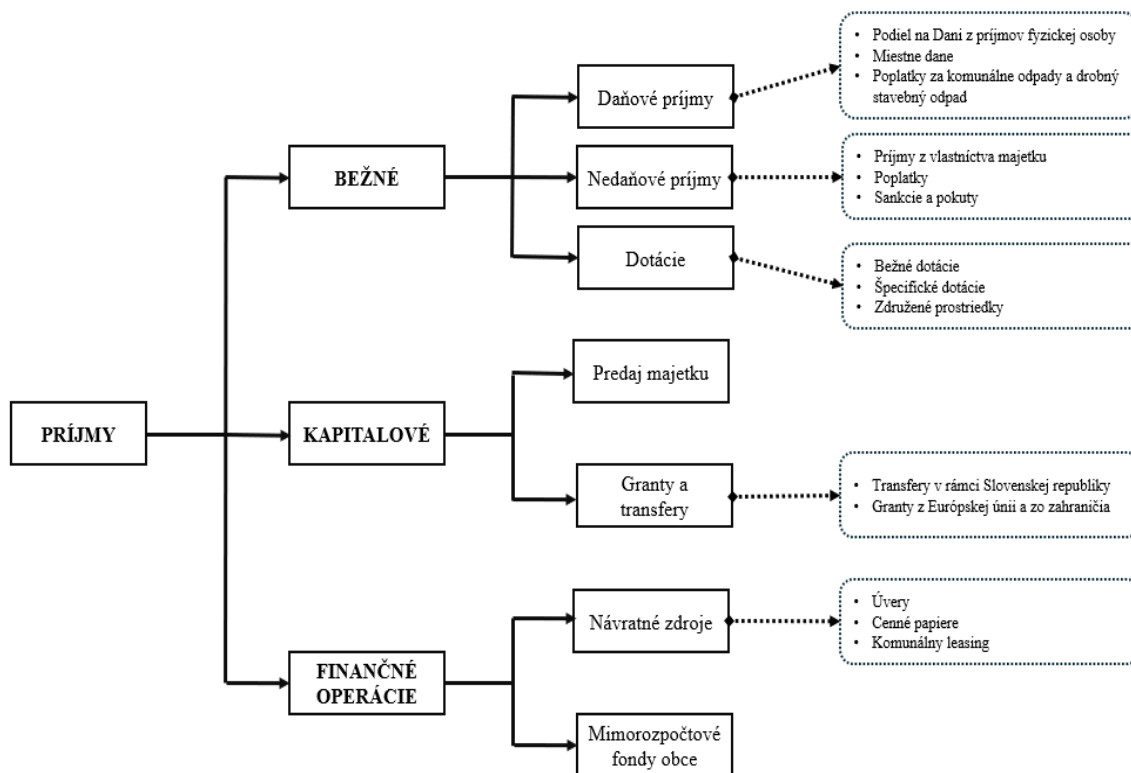 • Podiel na Dani z príjmov fyzickej osoby
• Miestne dane
• Poplatky za komunálne odpady a drobný
stavebný odpad
Daňové príjmy
BEŽNÉ
Nedaňové príjmy
• Príjmy z vlastníctva majetku
• Poplatky
• Sankcie a pokuty
Dotácie
• Bežné dotácie
• Špecifické dotácie
• Združené prostriedky
Predaj majetku
PRÍJMY
KAPITALOVÉ
Granty a
transfery
• Transfery v rámci Slovenskej republiky
• Granty z Európskej únii a zo zahraničia
Návratné zdroje
• Úvery
• Cenné papiere
• Komunálny leasing
FINANČNÉ
OPERÁCIE
Mimorozpočtové
fondy obce